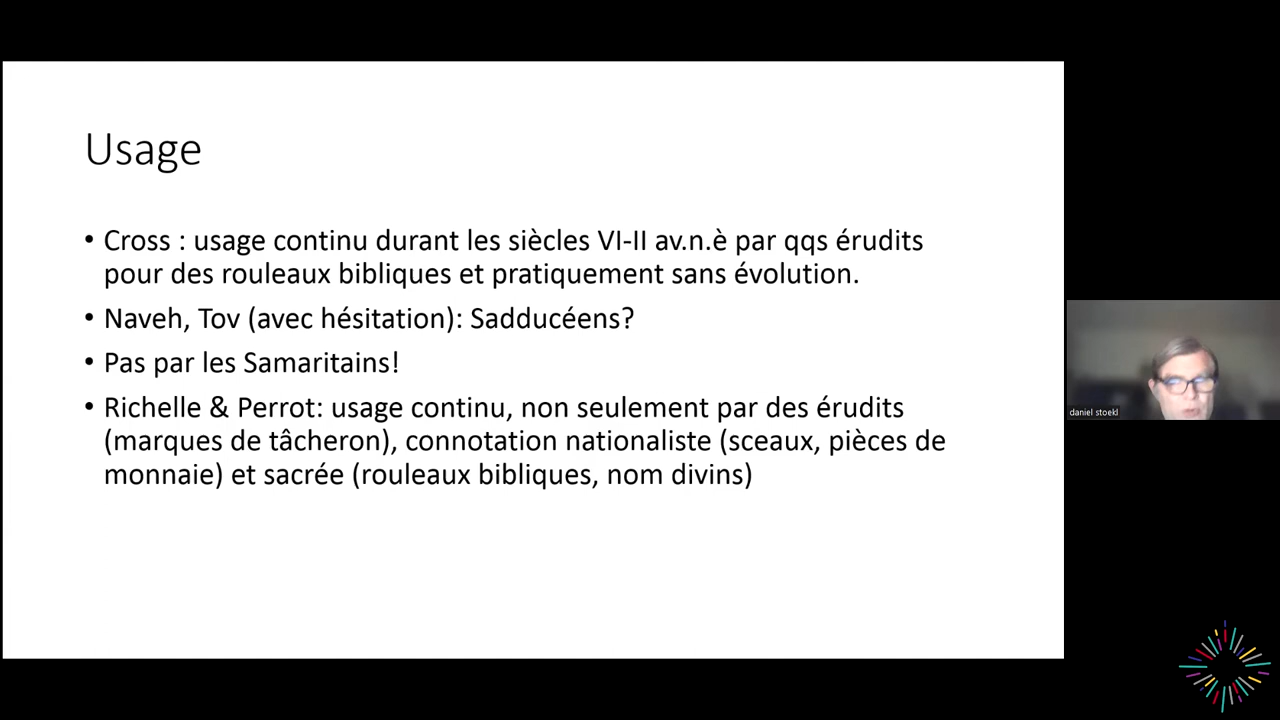 Usage
• Cross : usage continu durant les siècles VI-II av.n.è par qqs érudits
pour des rouleaux bibliques et pratiquement sans évolution.
• Naveh, Tov (avec hésitation): Sadducéens?
• Pas par les Samaritains!
• Richelle & Perrot: usage continu, non seulement par des érudits
(marques de tâcheron), connotation nationaliste (sceaux, pièces de
monnaie) et sacrée (rouleaux bibliques, nom divins)
daniel stoekl